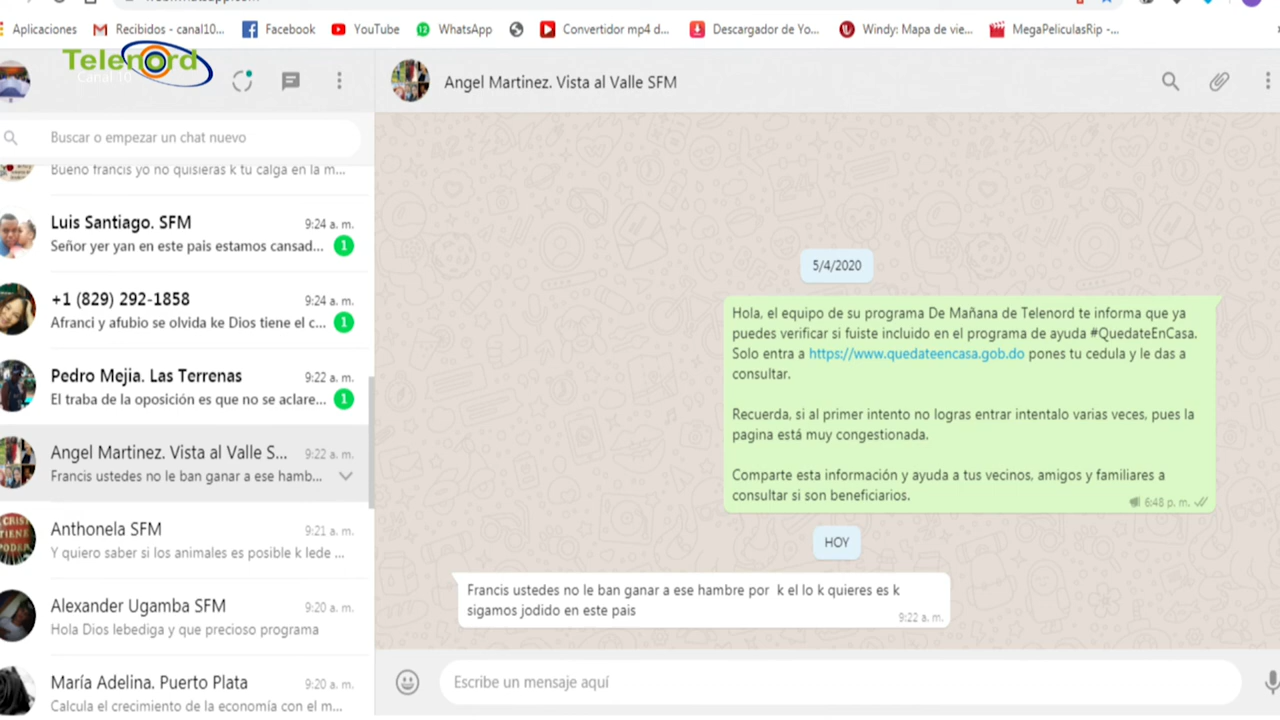 Aplicaciones
Recibidos - canal10...
Facebook
YouTube
WhatsApp
Convertidor mp4 d...
Descargador de Yo...
Windy: Mapa de vie...
MegaPeliculasRip -...
Telenord
Canal 10
Buscar o empezar un chat nuevo
Bueno francis yo no quisieras k tu calga en la m...
Luis Santiago. SFM
9:24 a. m.
Señor yer yan en este pais estamos cansad...
1
+1 (829) 292-1858
9:24 a. m.
Afranci y afubio se olvida ke Dios tiene el c...
1
Pedro Mejia. Las Terrenas
9:22 a. m.
El traba de la oposición es que no se aclare...
1
Angel Martinez. Vista al Valle S...
9:22 a. m.
Francis ustedes no le ban ganar a ese hamb...
Anthonela SFM
9:21 a. m.
Y quiero saber si los animales es posible k lede ...
Alexander Ugamba SFM
9:20 a. m.
Hola Dios lebediga y que precioso programa
María Adelina. Puerto Plata
9:20 a. m.
Calcula el crecimiento de la economía con el m...
Angel Martinez. Vista al Valle SFM
5/4/2020
Hola, el equipo de su programa De Mañana de Telenord te informa que ya
puedes verificar si fuiste incluido en el programa de ayuda #QuedateEnCasa.
Solo entra a https://www.quedateencasa.gob.do pones tu cedula y le das a
consultar.
Recuerda, si al primer intento no logras entrar intentalo varias veces, pues la
pagina está muy congestionada.
Comparte esta información y ayuda a tus vecinos, amigos y familiares a
consultar si son beneficiarios.
6:48 p. m.
HOY
Francis ustedes no le ban ganar a ese hambre por k el lo k quieres es k
sigamos jodido en este pais
9:22 a. m.
Escribe un mensaje aquí